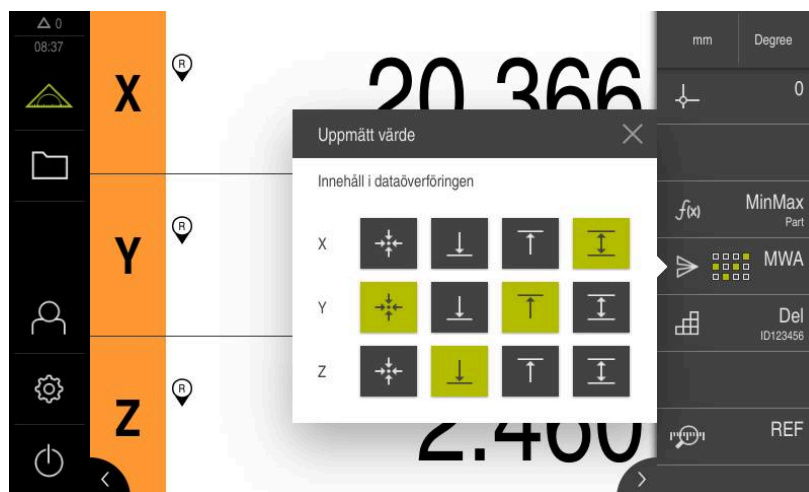 0
08:37
X
R
20.366
mm
Degree
0
Uppmätt värde
Innehåll i dataöverföringen
X
Y
Z
Y
R
Z
R
2.460
f(x)
MinMax
Part
MWA
Del
ID123456
REF